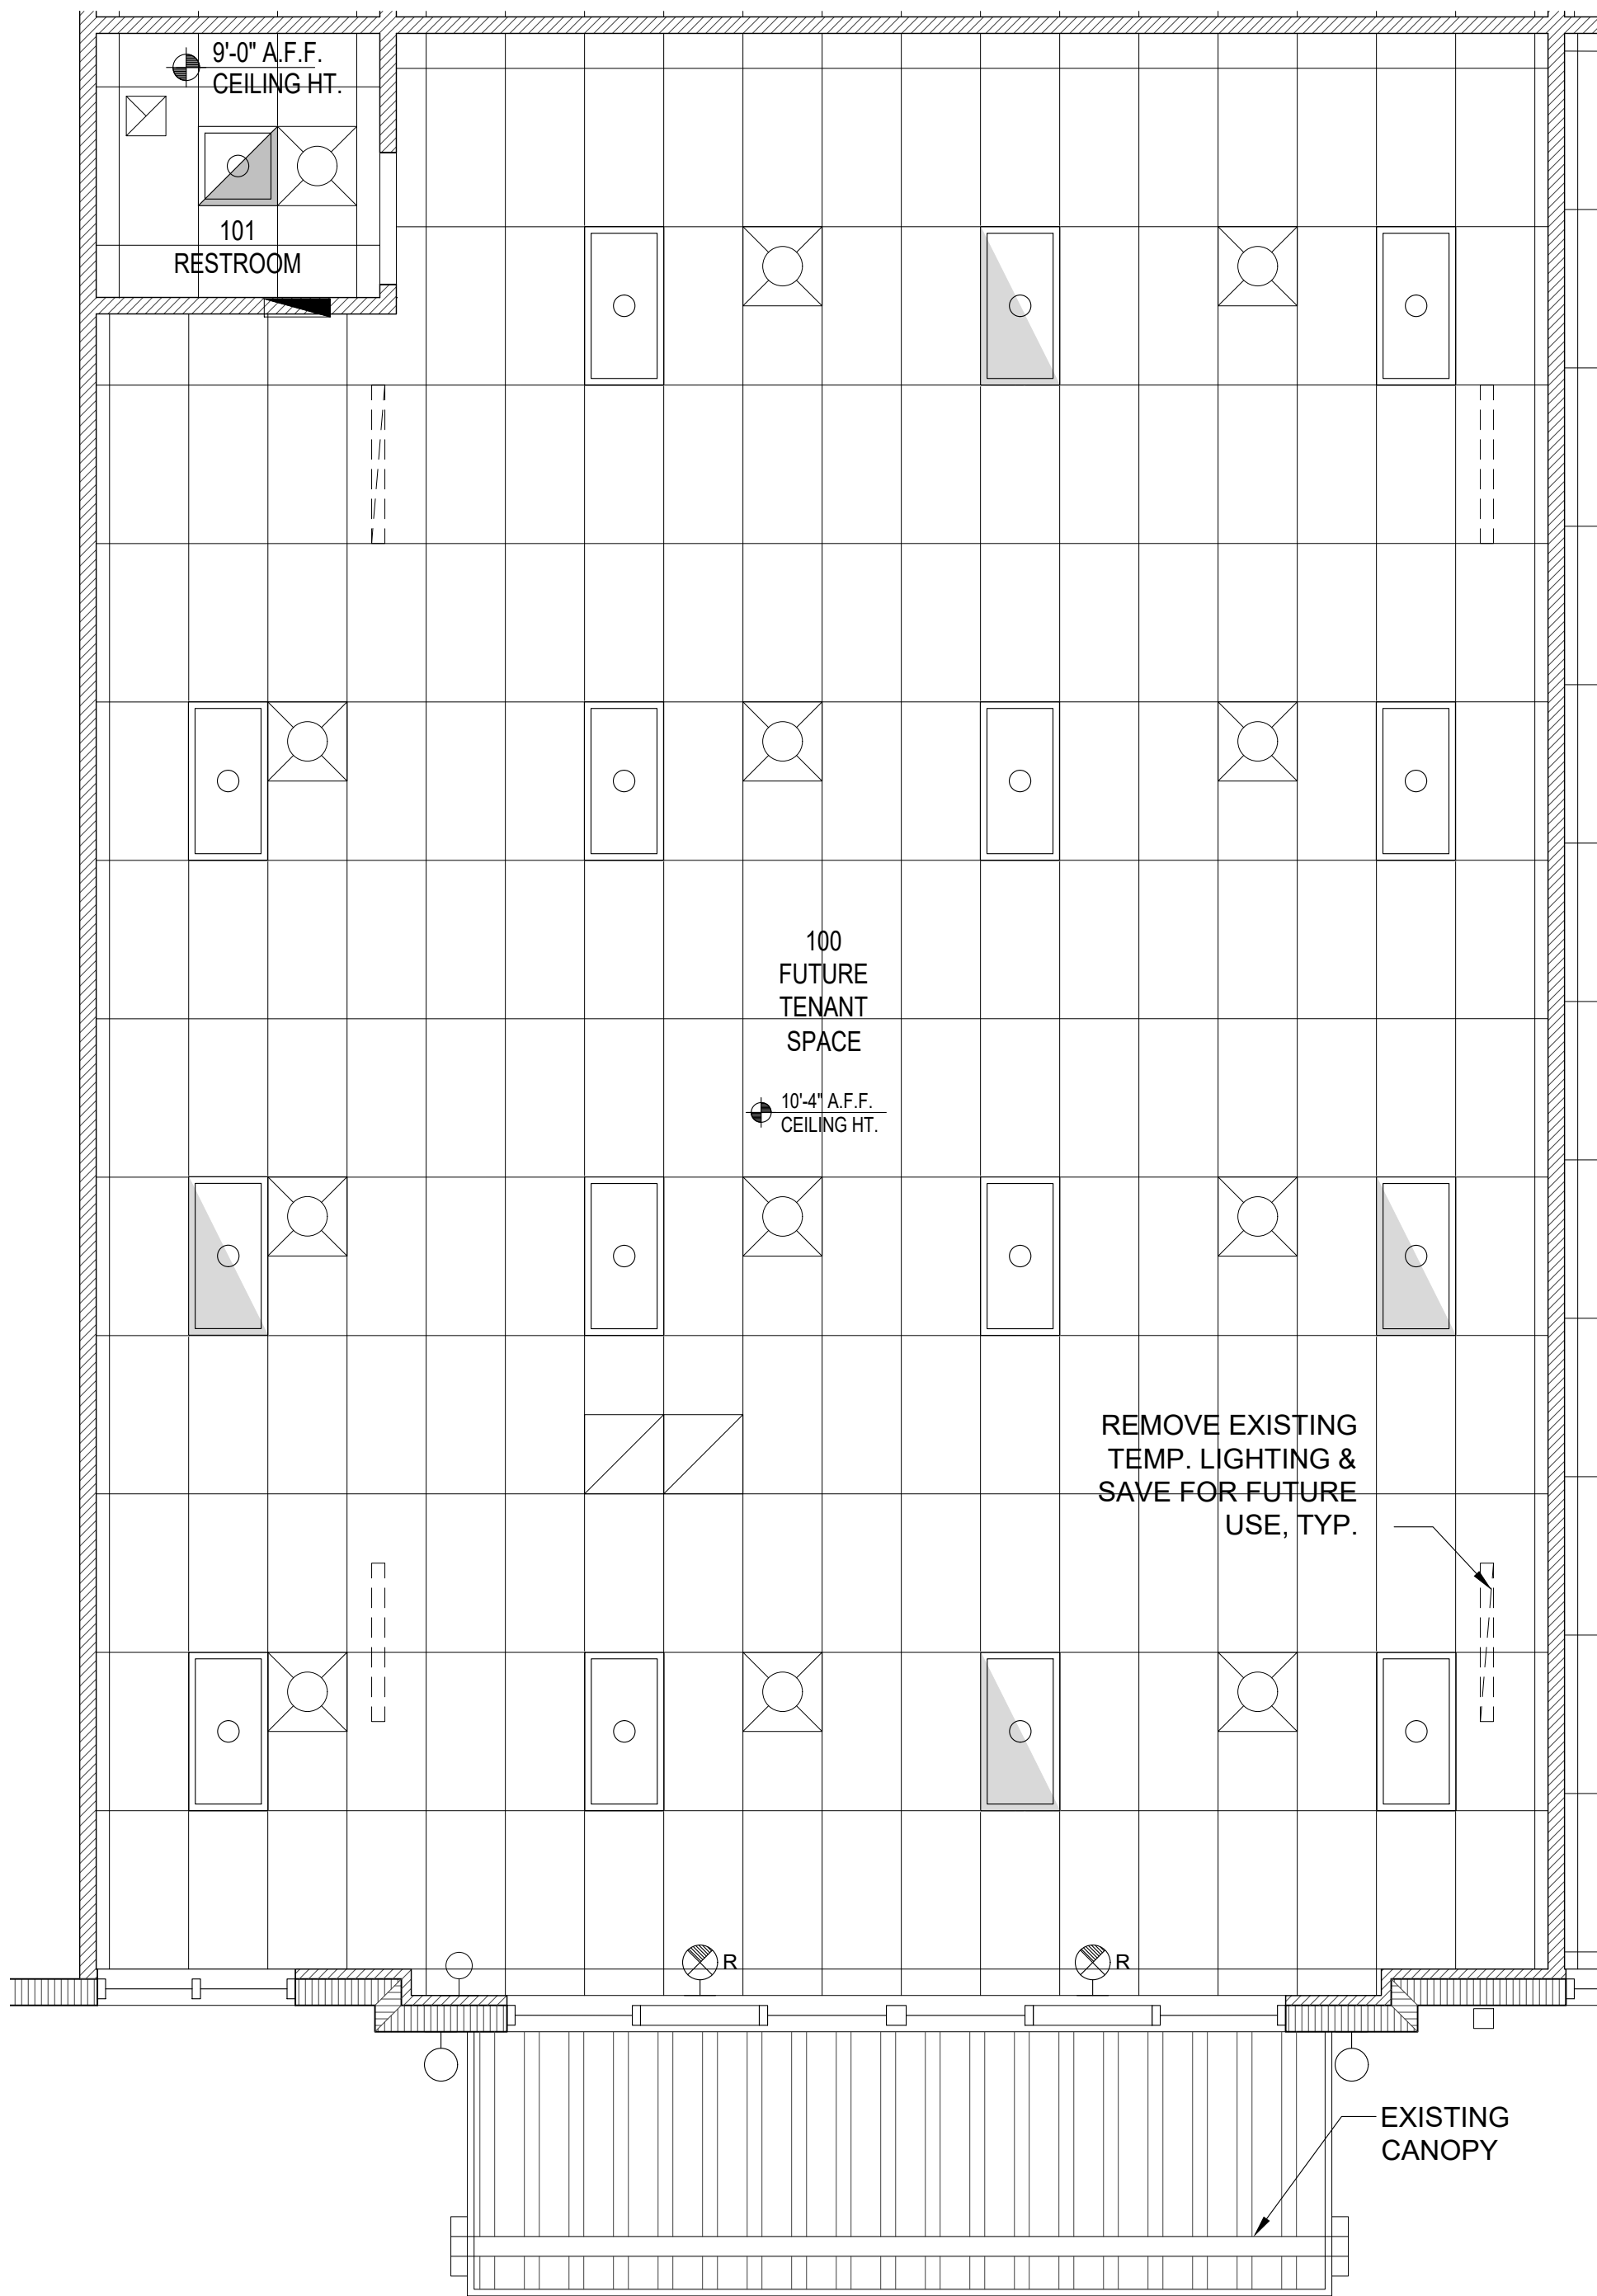 9'-0" A.F.F.
CEILING HT.
101
RESTROOM
100
FUTURE
TENANT
SPACE
10'-4" A.F.F.
CEILING HT.
REMOVE EXISTING
TEMP. LIGHTING &
SAVE FOR FUTURE
USE, TYP.
R
R
EXISTING
CANOPY